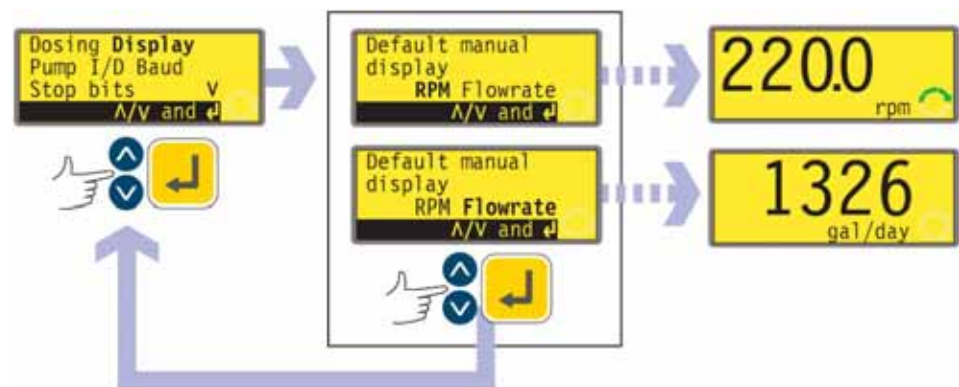 Dosing Display
Pump I/D Baud
Stop bits v
Λ/V and ↲
Default manual
display
RPM Flowrate
Λ/V and ↲
220.0
rpm
Default manual
display
RPM Flowrate
Λ/V and ↲
1326
gal/day